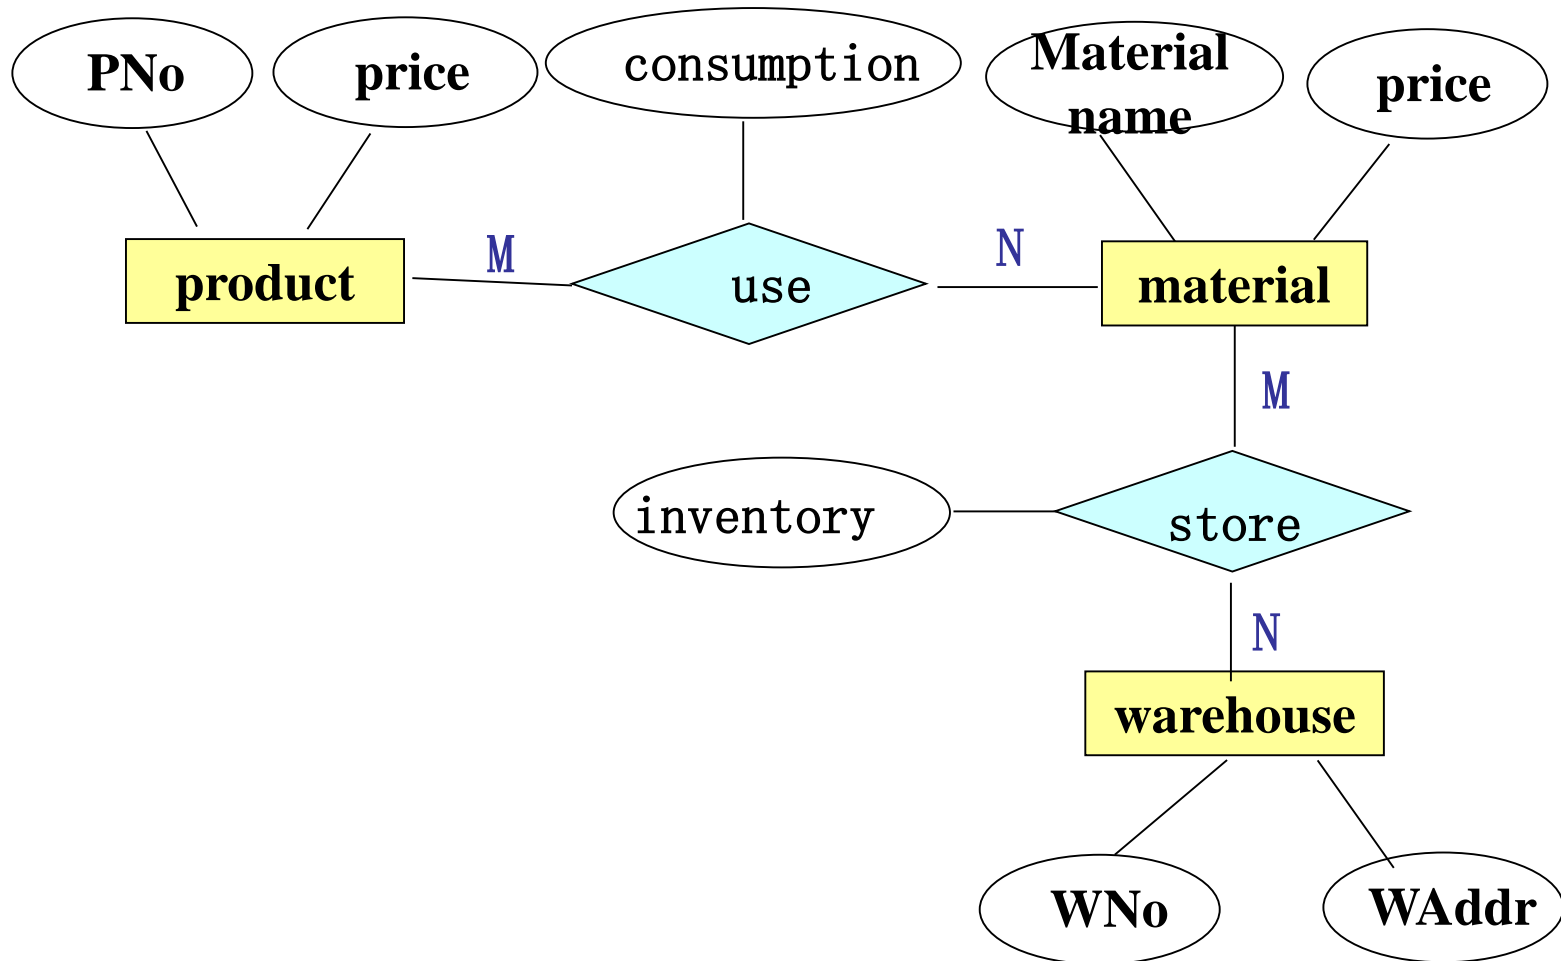 PNo
price
consumption
Material
name
price
product
M
use
N
material
M
inventory
store
N
warehouse
WNo
WAddr